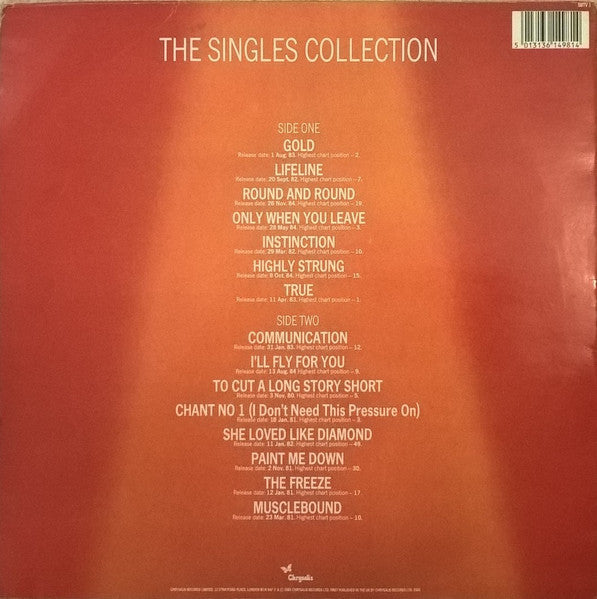 SBTV 1
5 013136 149814
THE SINGLES COLLECTION
SIDE ONE
GOLD
Release date: 1 Aug. 83. Highest chart position – 2.
LIFELINE
Release date: 20 Sept. 82. Highest chart position – 7.
ROUND AND ROUND
Release date: 26 Nov. 84. Highest chart position – 19.
ONLY WHEN YOU LEAVE
Release date: 28 May 84. Highest chart position – 3.
INSTINCTION
Release date: 29 Mar. 82. Highest chart position – 10.
HIGHLY STRUNG
Release date: 8 Oct. 84. Highest chart position – 15.
TRUE
Release date: 11 Apr. 83. Highest chart position – 1.
SIDE TWO
COMMUNICATION
Release date: 31 Jan. 83. Highest chart position – 12.
I'LL FLY FOR YOU
Release date: 13 Aug. 84 Highest chart position – 9.
TO CUT A LONG STORY SHORT
Release date: 3 Nov. 80. Highest chart position – 5.
CHANT NO 1 (I Don't Need This Pressure On)
Release date: 10 Jan. 81. Highest chart position – 3.
SHE LOVED LIKE DIAMOND
Release date: 11 Jan. 82. Highest chart position – 49.
PAINT ME DOWN
Release date: 2 Nov. 81. Highest chart position – 30.
THE FREEZE
Release date: 12 Jan. 81. Highest chart position – 17.
MUSCLEBOUND
Release date: 23 Mar. 81. Highest chart position – 10.
Chrysalis
CHRYSALIS RECORDS LIMITED